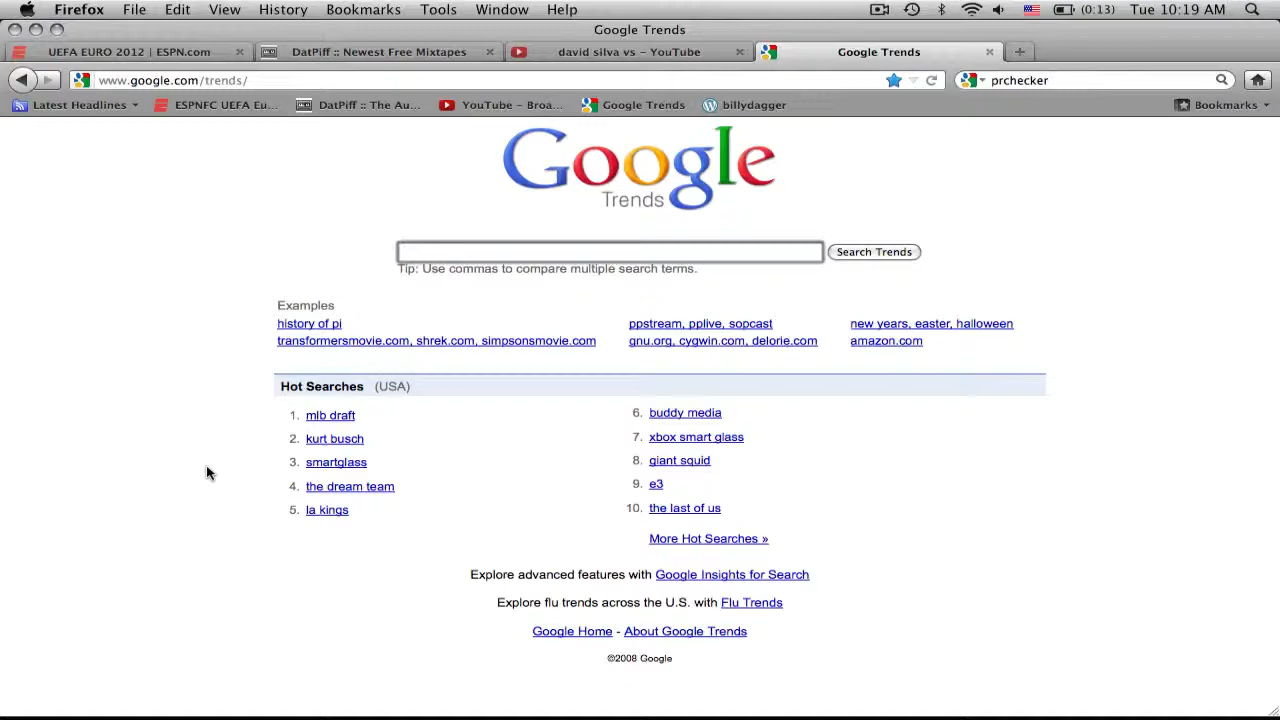 Firefox File Edit View History Bookmarks Tools Window Help (0:13) Tue 10:19 AM
Google Trends
UEFA EURO 2012 | ESPN.com DatPiff :: Newest Free Mixtapes david silva vs - YouTube Google Trends
www.google.com/trends/ prchecker
Latest Headlines ESPNFC UEFA Eu... DatPiff :: The Au... YouTube - Broa... Google Trends billydagger Bookmarks
Google
Trends
Search Trends
Tip: Use commas to compare multiple search terms.
Examples
history of pi ppstream, pplive, sopcast new years, easter, halloween
transformersmovie.com, shrek.com, simpsonsmovie.com gnu.org, cygwin.com, delorie.com amazon.com
Hot Searches (USA)
1. mlb draft
2. kurt busch
3. smartglass
4. the dream team
5. la kings
6. buddy media
7. xbox smart glass
8. giant squid
9. e3
10. the last of us
More Hot Searches »
Explore advanced features with Google Insights for Search
Explore flu trends across the U.S. with Flu Trends
Google Home - About Google Trends
©2008 Google